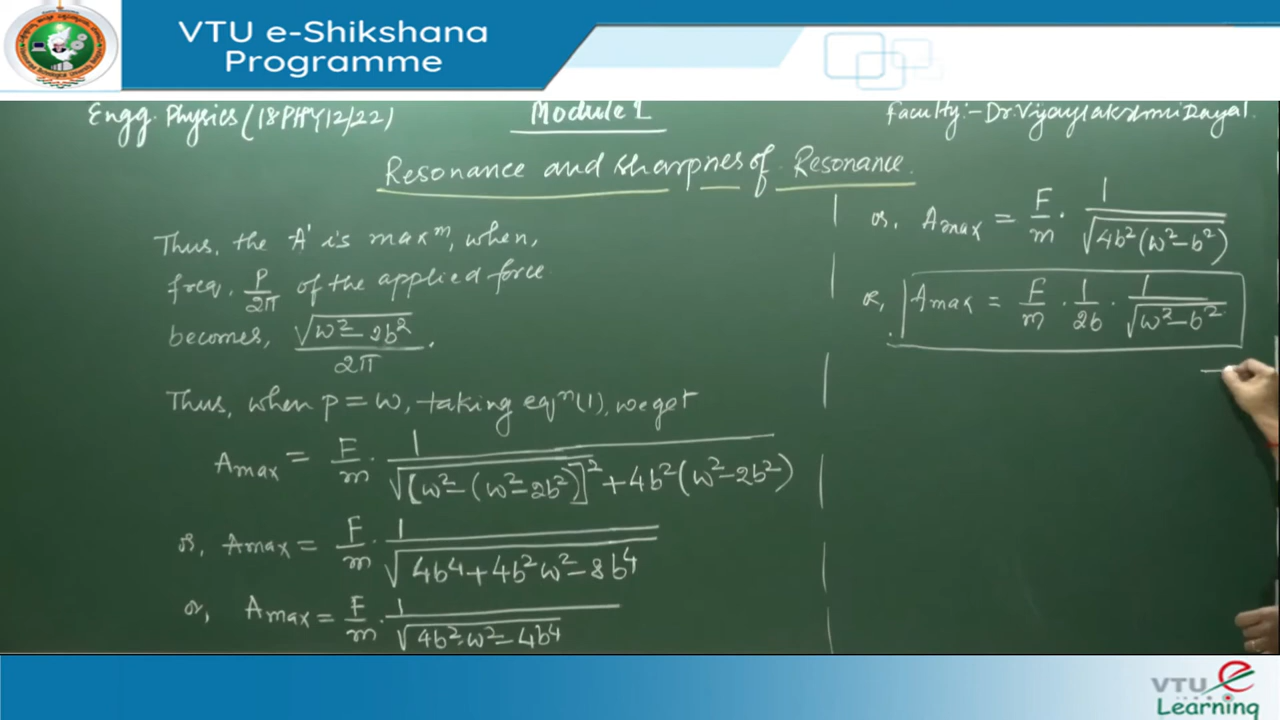 VTU e-Shikshana
Programme
Engg. Physics (18PHY12/22)
Module 1
Faculty:- Dr. Vijaylakshmi Dayal.
Resonance and sharpnes of Resonance.
Thus, the A' is maxᵐ, when,
freq. P/2π of the applied force
becomes, √(ω² - 2b²)/2π.
Thus, when p = ω, taking eqⁿ(1), we get
Amax = F/m · 1/√([ω² - (ω² - 2b²)]² + 4b²(ω² - 2b²))
or, Amax = F/m · 1/√(4b⁴ + 4b²ω² - 8b⁴)
or, Amax = F/m · 1/√(4b²·ω² - 4b⁴)
or, Amax = F/m · 1/√(4b²(ω² - b²))
or, Amax = F/m · 1/2b · 1/√(ω² - b²)
VTU e
Learning